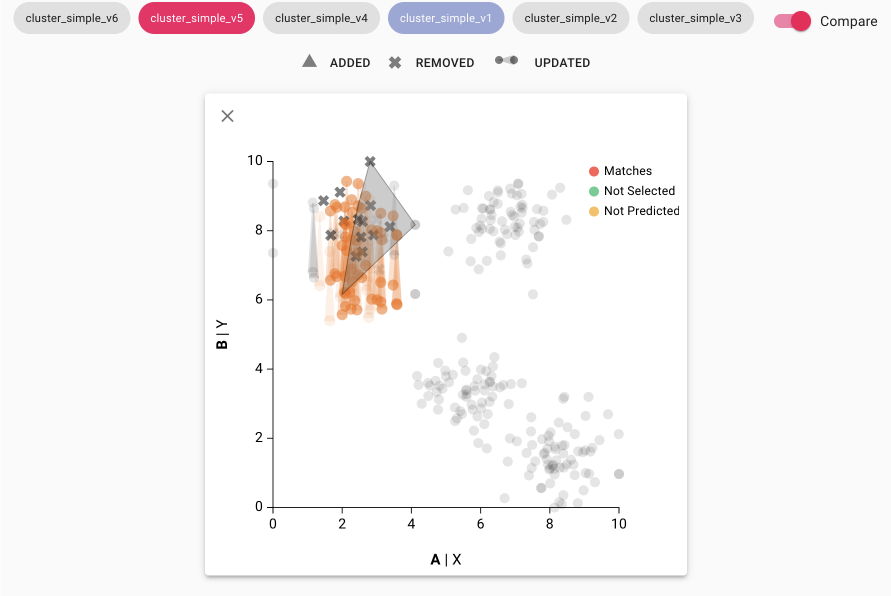 cluster_simple_v6 cluster_simple_v5 cluster_simple_v4 cluster_simple_v1 cluster_simple_v2 cluster_simple_v3 Compare
ADDED REMOVED UPDATED
10
8
6
4
2
0
B | Y
Matches
Not Selected
Not Predicted
0 2 4 6 8 10
A | X